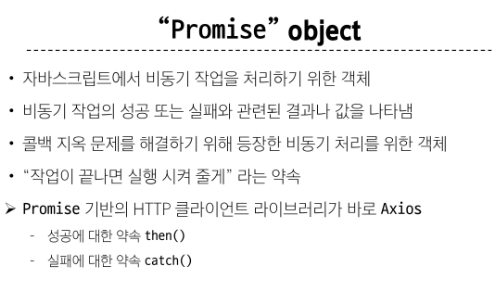 “Promise” object
• 자바스크립트에서 비동기 작업을 처리하기 위한 객체
• 비동기 작업의 성공 또는 실패와 관련된 결과나 값을 나타냄
• 콜백 지옥 문제를 해결하기 위해 등장한 비동기 처리를 위한 객체
• “작업이 끝나면 실행 시켜 줄게” 라는 약속
➢ Promise 기반의 HTTP 클라이언트 라이브러리가 바로 Axios
- 성공에 대한 약속 then()
- 실패에 대한 약속 catch()